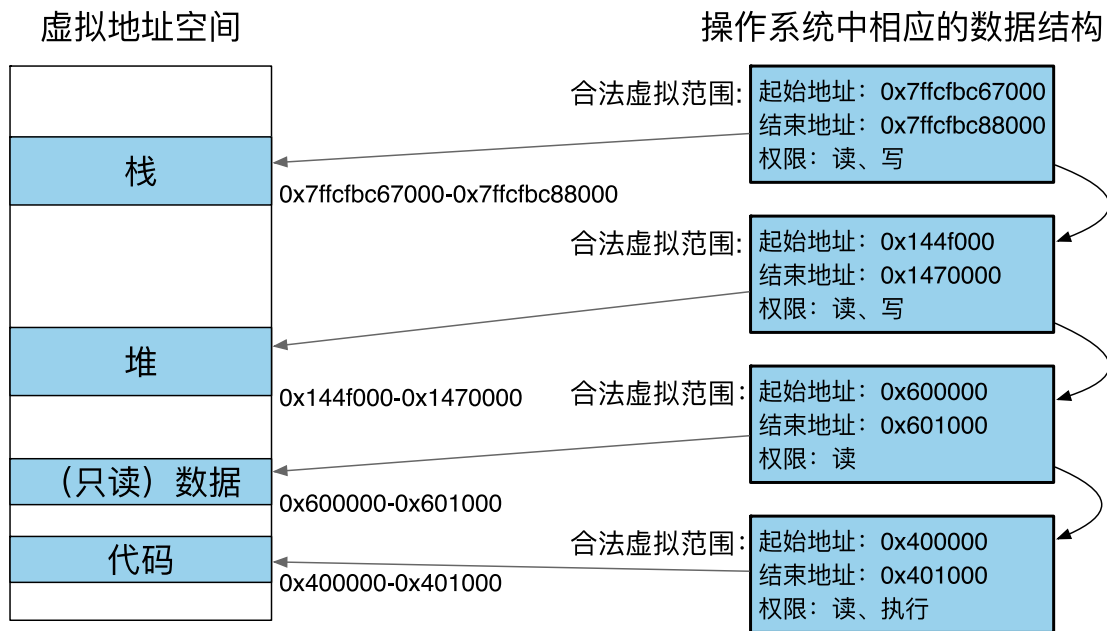 虚拟地址空间
操作系统中相应的数据结构
合法虚拟范围:
起始地址：0x7ffcfbc67000
结束地址：0x7ffcfbc88000
权限：读、写
栈
0x7ffcfbc67000-0x7ffcfbc88000
合法虚拟范围:
起始地址：0x144f000
结束地址：0x1470000
权限：读、写
堆
0x144f000-0x1470000
合法虚拟范围:
起始地址：0x600000
结束地址：0x601000
权限：读
（只读）数据
0x600000-0x601000
合法虚拟范围:
起始地址：0x400000
结束地址：0x401000
权限：读、执行
代码
0x400000-0x401000